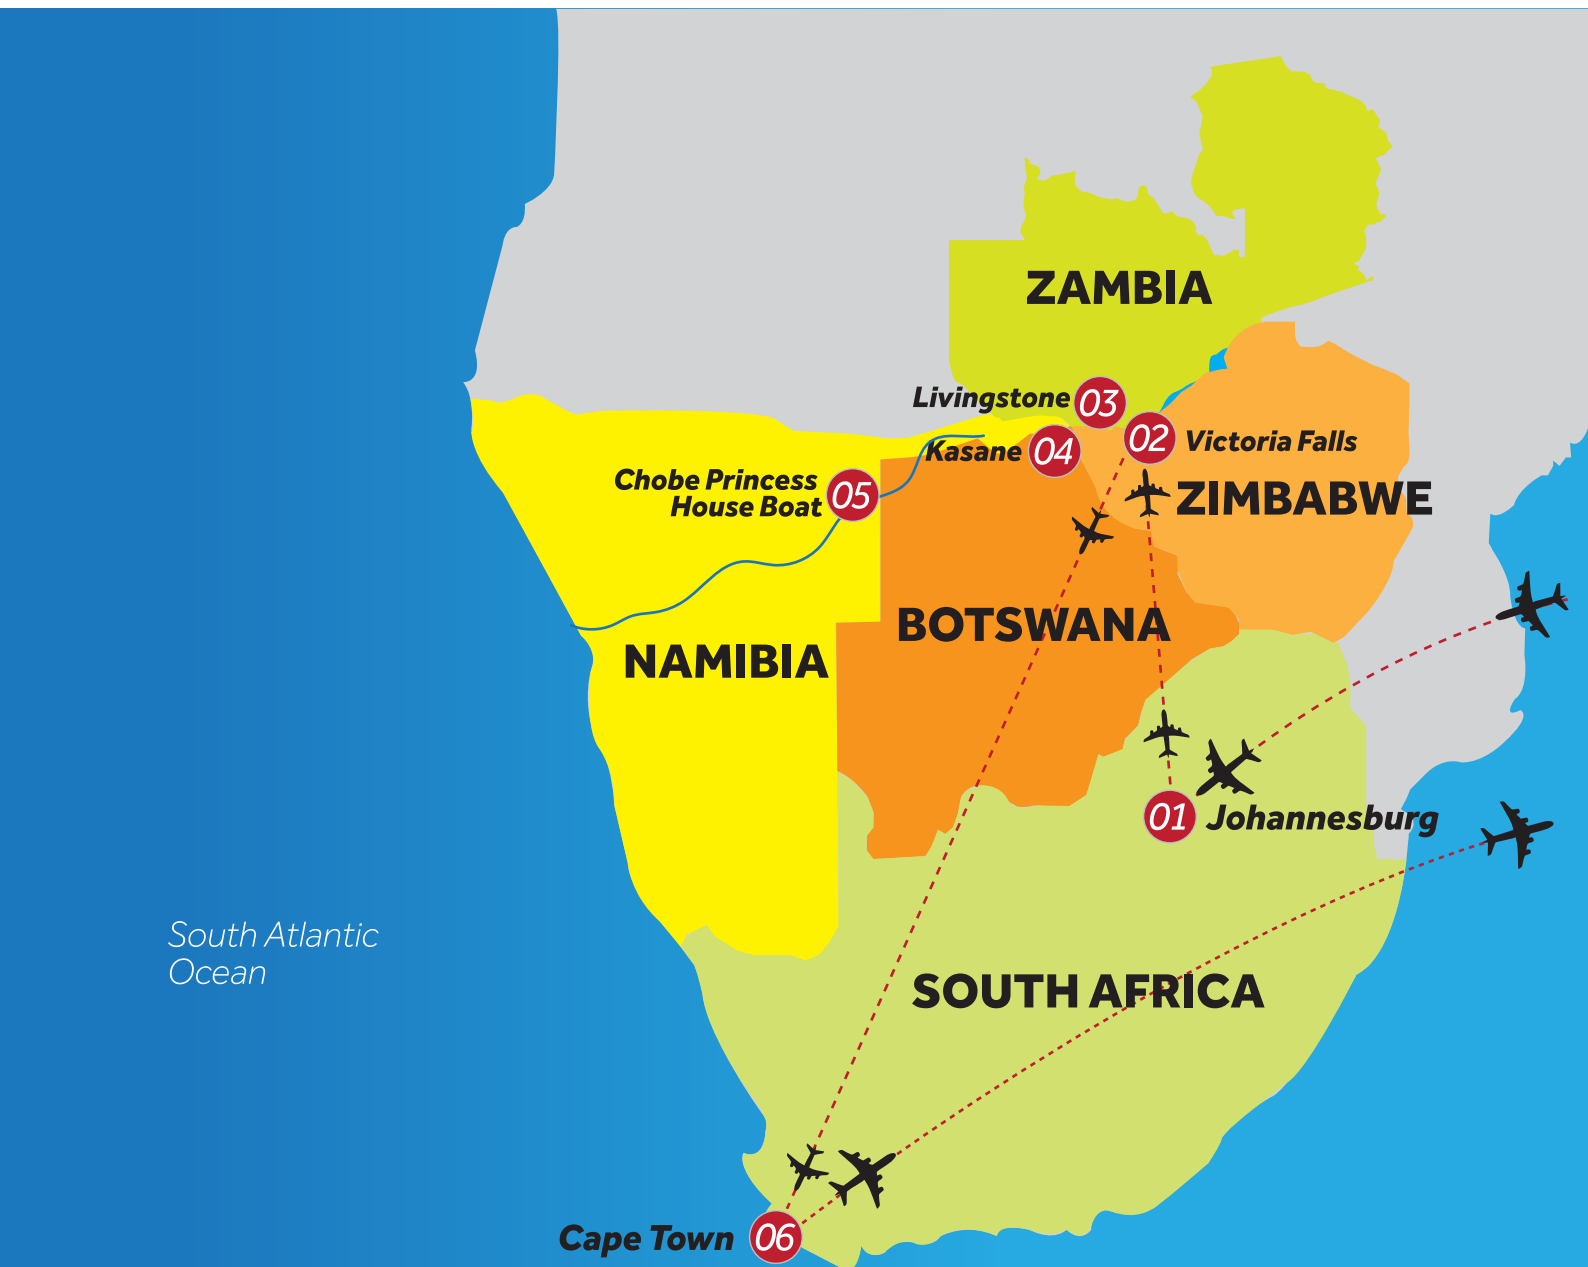 ZAMBIA
Livingstone 03
02 Victoria Falls
Kasane 04
Chobe Princess
House Boat 05
ZIMBABWE
BOTSWANA
NAMIBIA
01 Johannesburg
South Atlantic
Ocean
SOUTH AFRICA
Cape Town 06